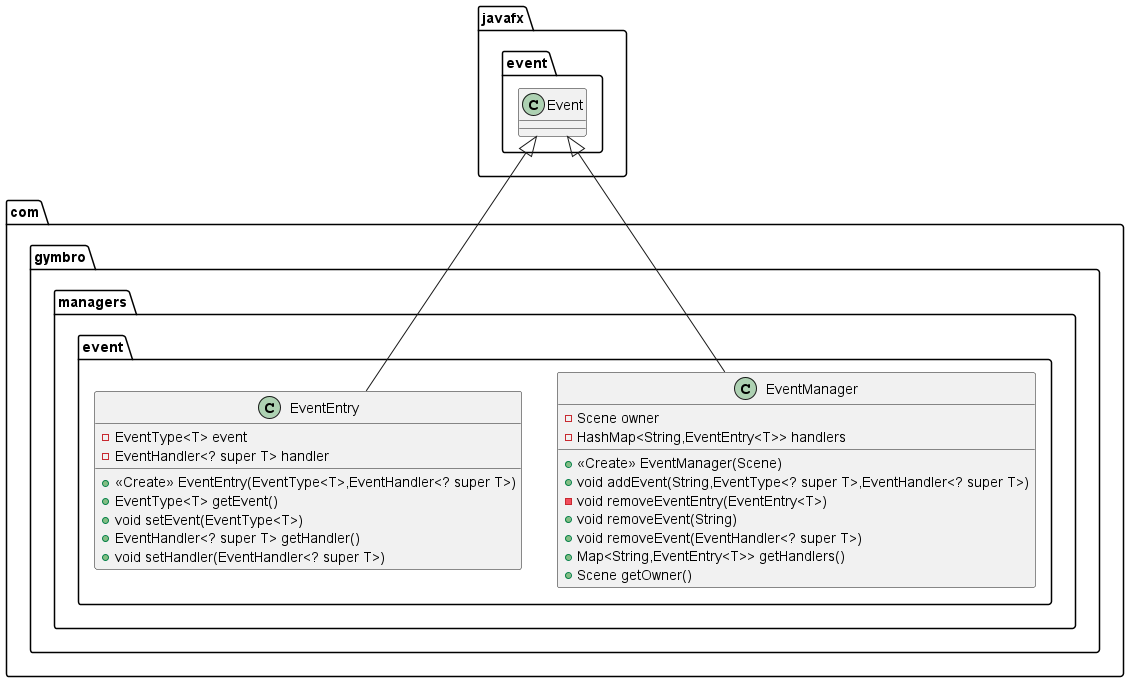 javafx
event
C Event
com
gymbro
managers
event
C EventEntry
EventType<T> event
EventHandler<? super T> handler
«Create» EventEntry(EventType<T>,EventHandler<? super T>)
EventType<T> getEvent()
void setEvent(EventType<T>)
EventHandler<? super T> getHandler()
void setHandler(EventHandler<? super T>)
C EventManager
Scene owner
HashMap<String,EventEntry<T>> handlers
«Create» EventManager(Scene)
void addEvent(String,EventType<? super T>,EventHandler<? super T>)
void removeEventEntry(EventEntry<T>)
void removeEvent(String)
void removeEvent(EventHandler<? super T>)
Map<String,EventEntry<T>> getHandlers()
Scene getOwner()